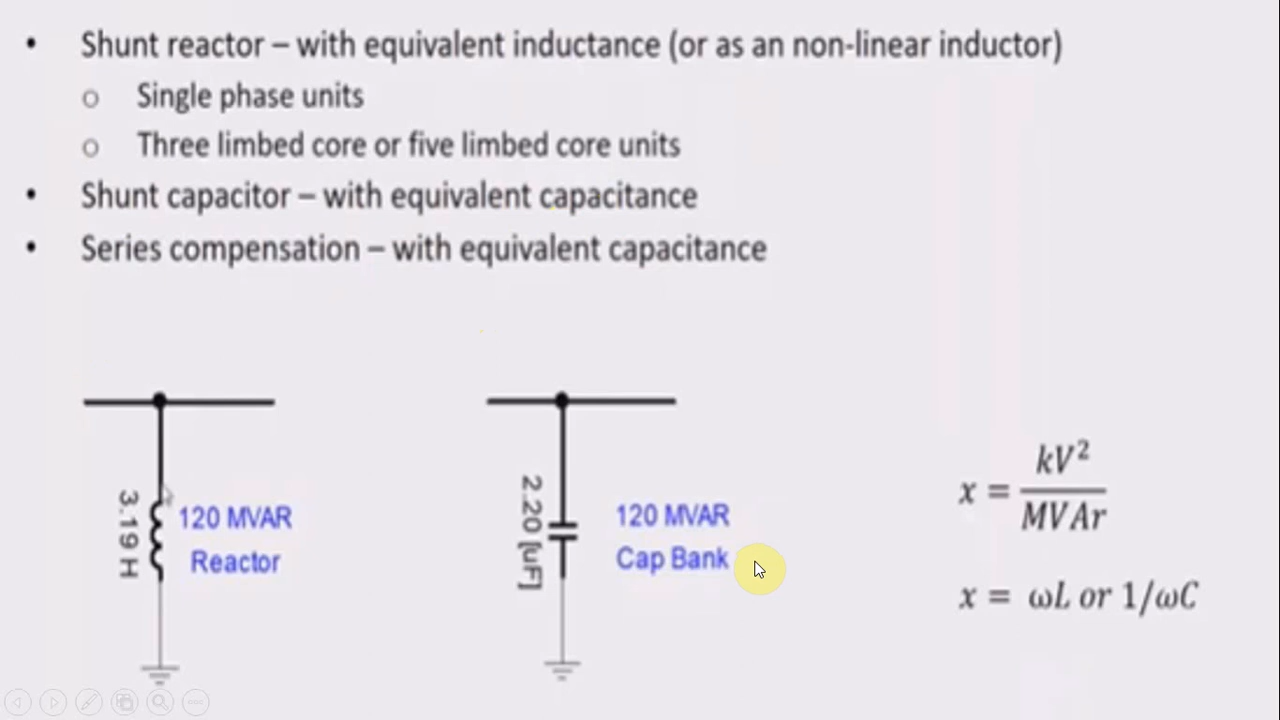 • Shunt reactor – with equivalent inductance (or as an non-linear inductor)
o Single phase units
o Three limbed core or five limbed core units
• Shunt capacitor – with equivalent capacitance
• Series compensation – with equivalent capacitance
3.19 H
120 MVAR
Reactor
2.20 [uF]
120 MVAR
Cap Bank
x = kV² / MVAr
x = ωL or 1/ωC